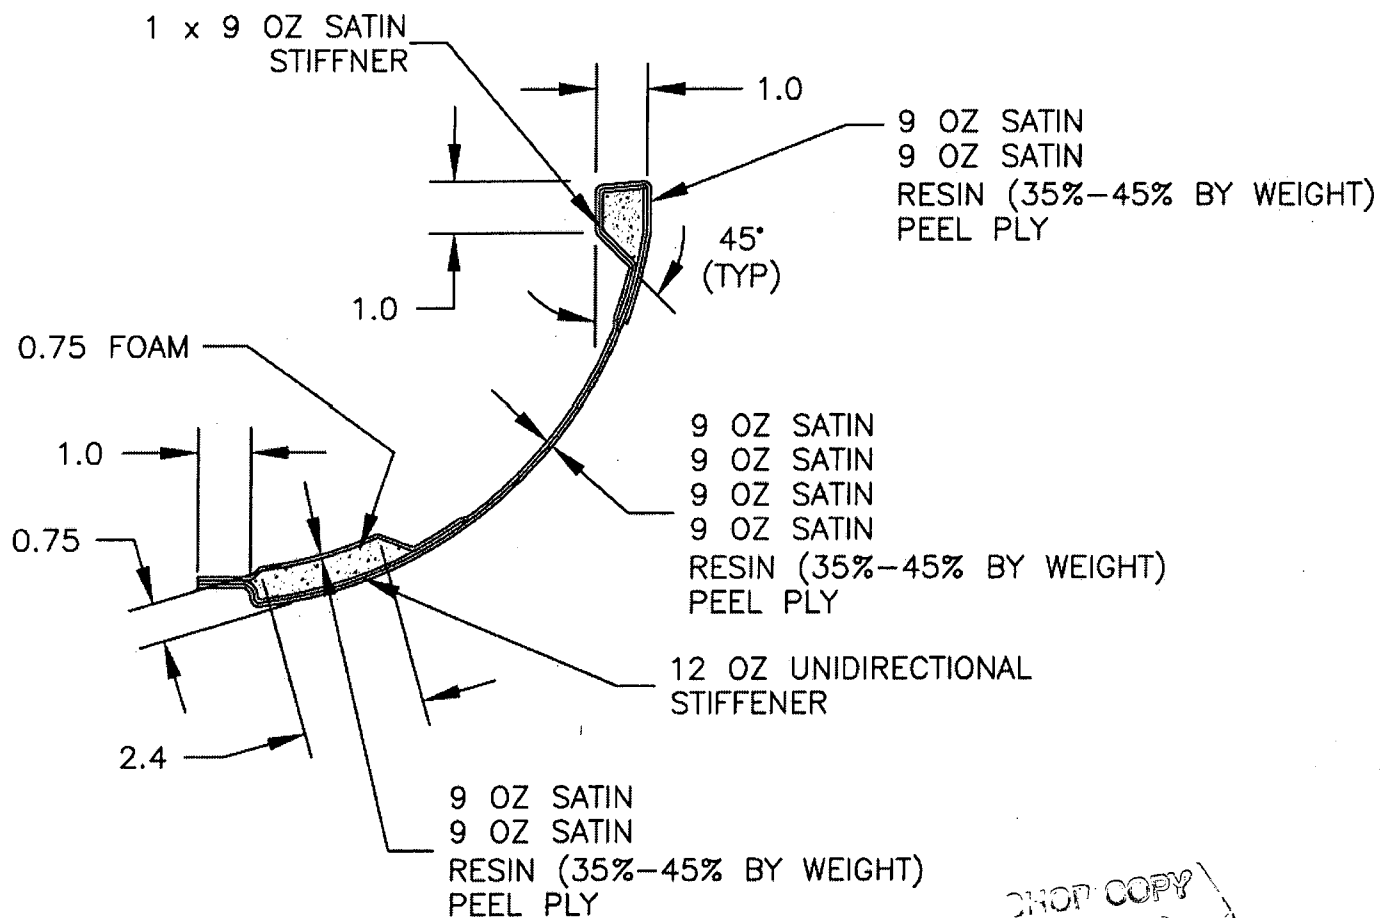 1 x 9 OZ SATIN
STIFFNER
1.0
9 OZ SATIN
9 OZ SATIN
RESIN (35%-45% BY WEIGHT)
PEEL PLY
45°
(TYP)
1.0
0.75 FOAM
1.0
9 OZ SATIN
9 OZ SATIN
9 OZ SATIN
9 OZ SATIN
RESIN (35%-45% BY WEIGHT)
PEEL PLY
0.75
12 OZ UNIDIRECTIONAL
STIFFENER
2.4
9 OZ SATIN
9 OZ SATIN
RESIN (35%-45% BY WEIGHT)
PEEL PLY
COPY